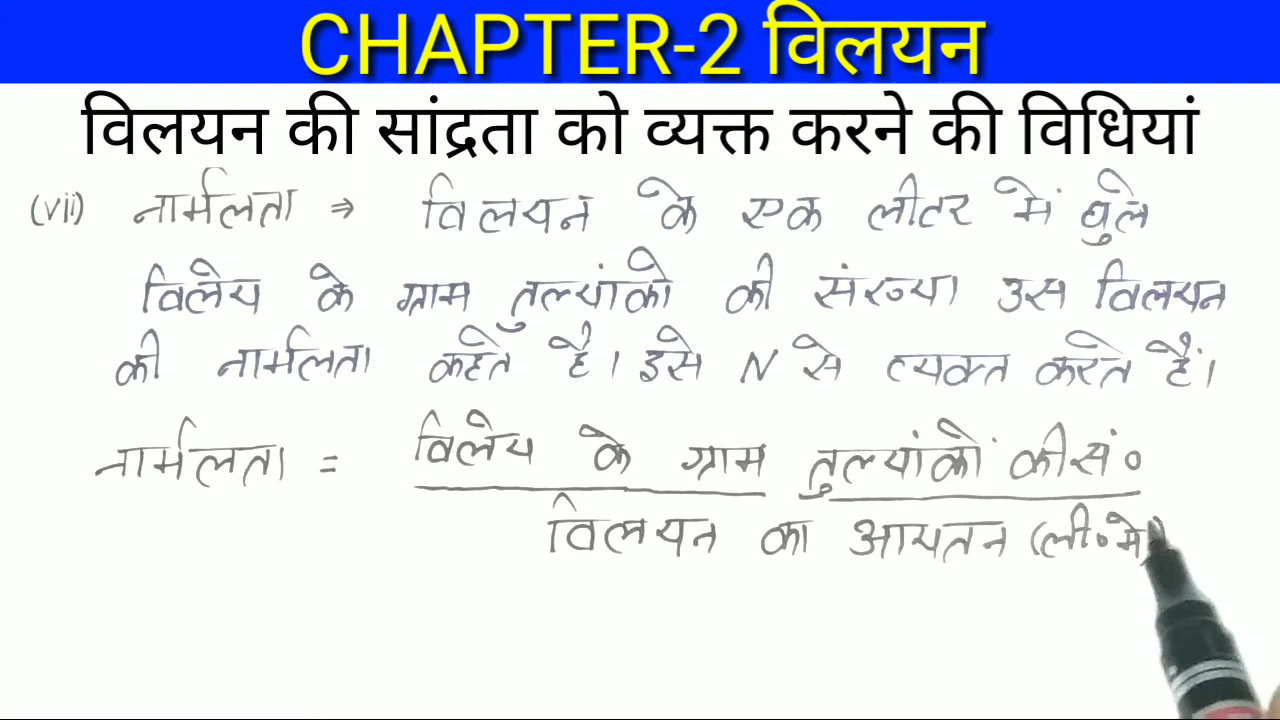 CHAPTER-2 विलयन
विलयन की सांद्रता को व्यक्त करने की विधियां
(vii) नार्मलता ⇒ विलयन के एक लीटर में घुले
विलेय के ग्राम तुल्यांको की संख्या उस विलयन
की नार्मलता कहते है। इसे N से व्यक्त करते हैं।
नार्मलता = विलेय के ग्राम तुल्यांकों की सं०
विलयन का आयतन (ली० मे)